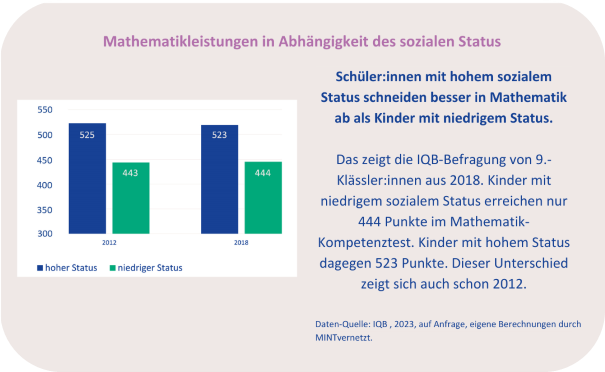 Mathematikleistungen in Abhängigkeit des sozialen Status
550
500
450
400
350
300
525
443
523
444
2012
2018
hoher Status
niedriger Status
Schüler:innen mit hohem sozialem
Status schneiden besser in Mathematik
ab als Kinder mit niedrigem Status.
Das zeigt die IQB-Befragung von 9.-
Klässler:innen aus 2018. Kinder mit
niedrigem sozialem Status erreichen nur
444 Punkte im Mathematik-
Kompetenztest. Kinder mit hohem Status
dagegen 523 Punkte. Dieser Unterschied
zeigt sich auch schon 2012.
Daten-Quelle: IQB , 2023, auf Anfrage, eigene Berechnungen durch
MINTvernetzt.